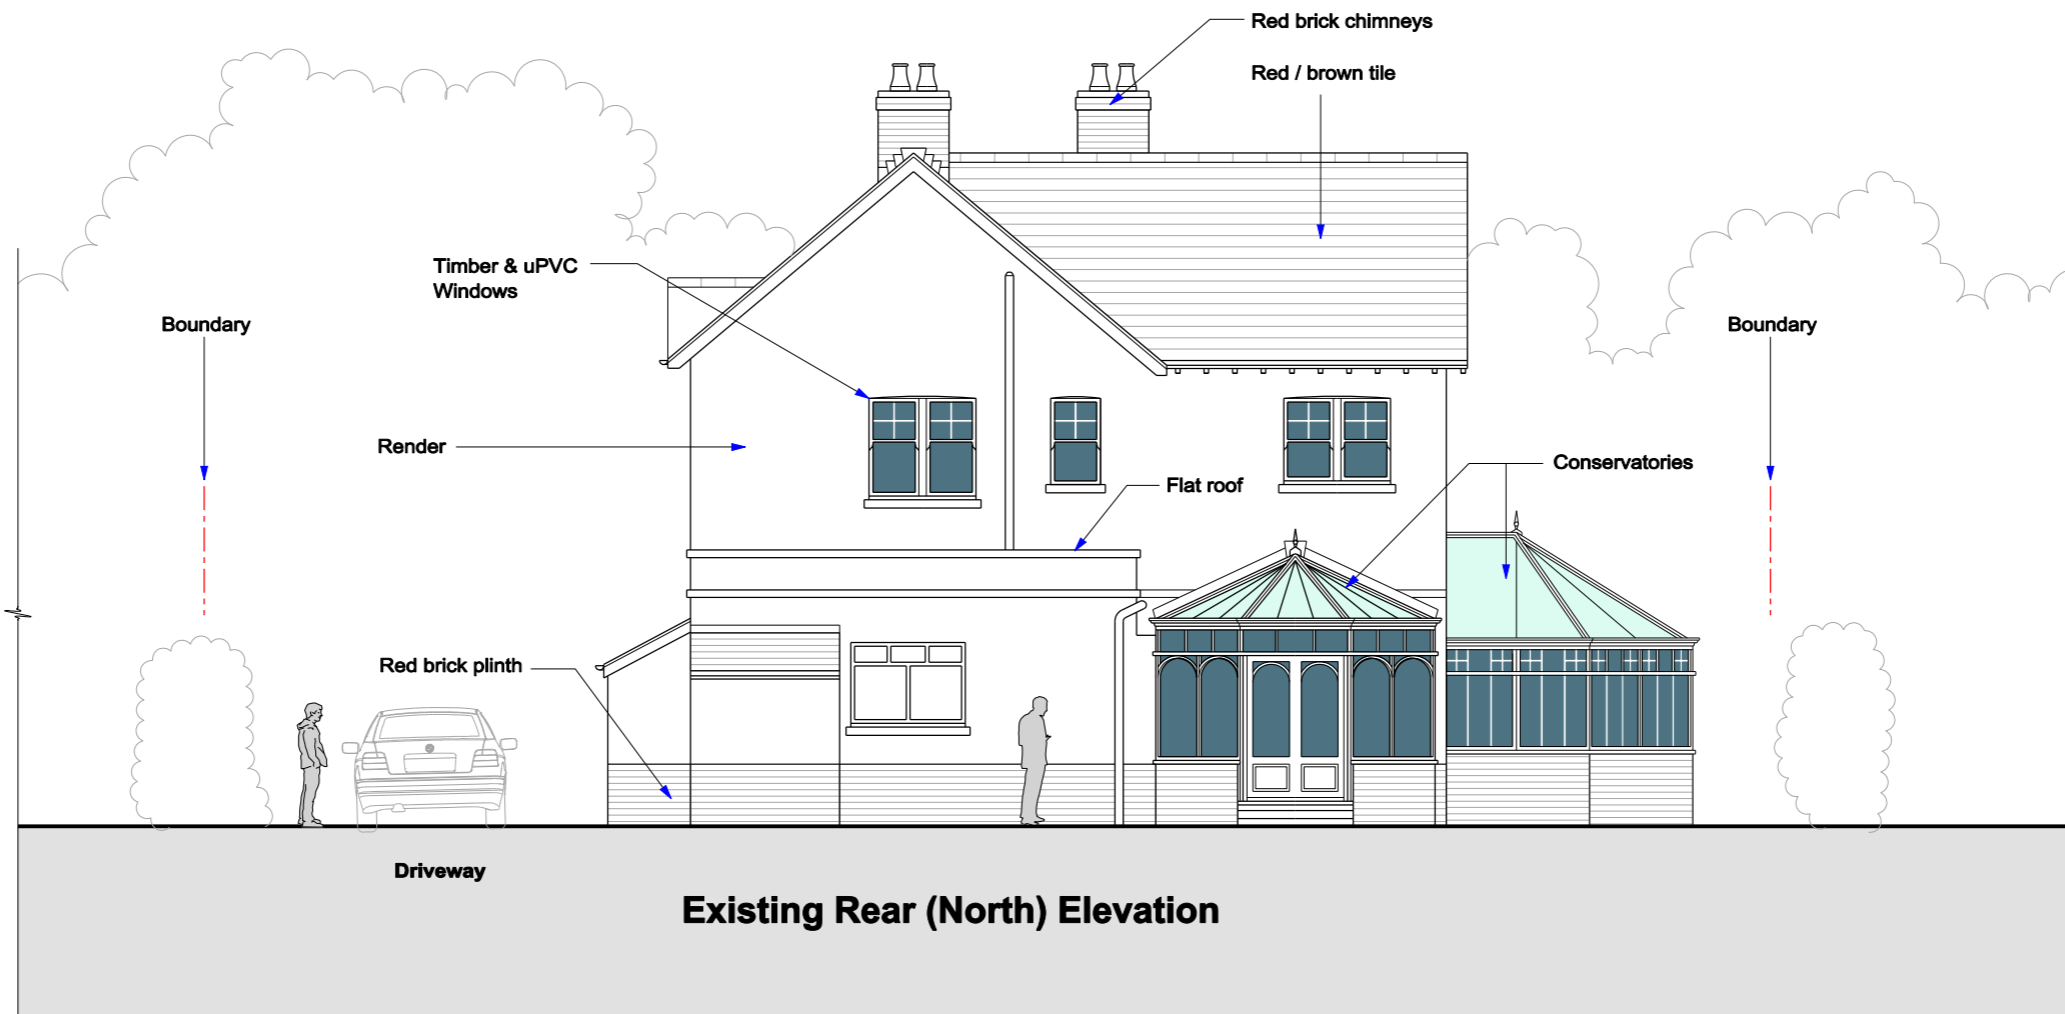 Red brick chimneys
Red / brown tile
Timber & uPVC
Windows
Boundary
Boundary
Render
Conservatories
Flat roof
Red brick plinth
Driveway
Existing Rear (North) Elevation